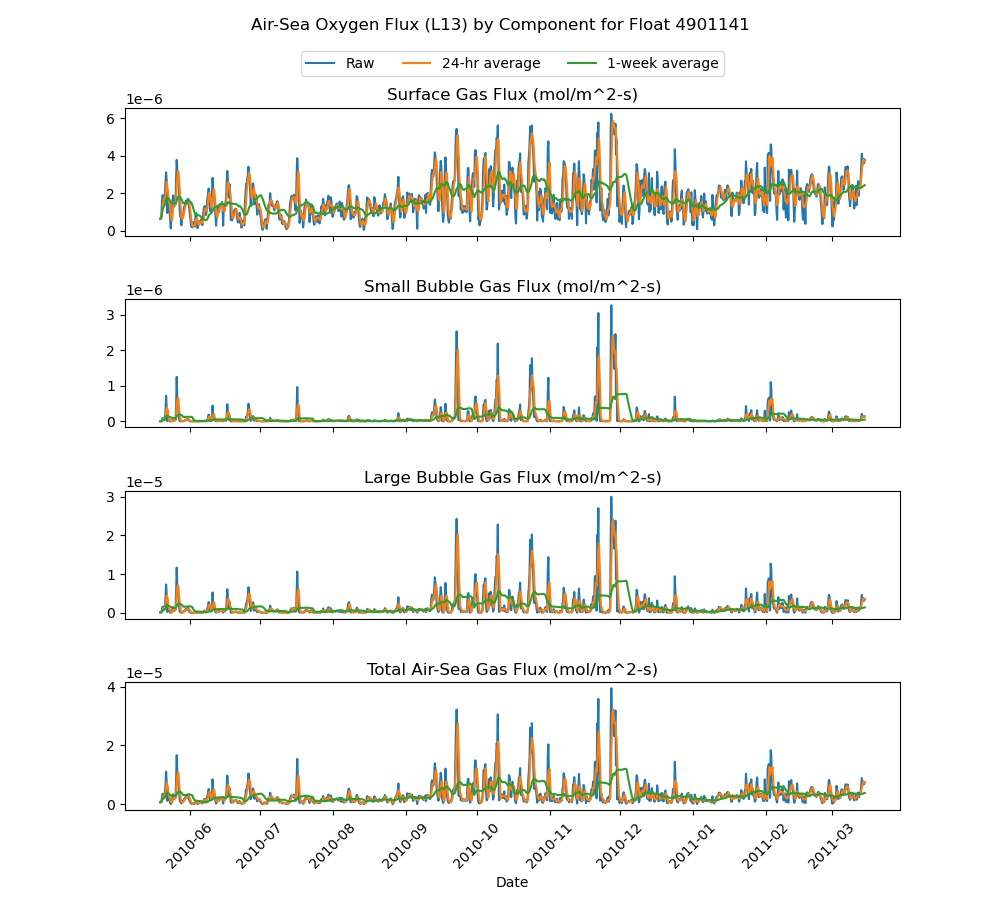 Air-Sea Oxygen Flux (L13) by Component for Float 4901141
Raw 24-hr average 1-week average
1e−6
Surface Gas Flux (mol/m^2-s)
6
4
2
0
1e−6
Small Bubble Gas Flux (mol/m^2-s)
3
2
1
0
1e−5
Large Bubble Gas Flux (mol/m^2-s)
3
2
1
0
1e−5
Total Air-Sea Gas Flux (mol/m^2-s)
4
2
0
2010-06 2010-07 2010-08 2010-09 2010-10 2010-11 2010-12 2011-01 2011-02 2011-03
Date